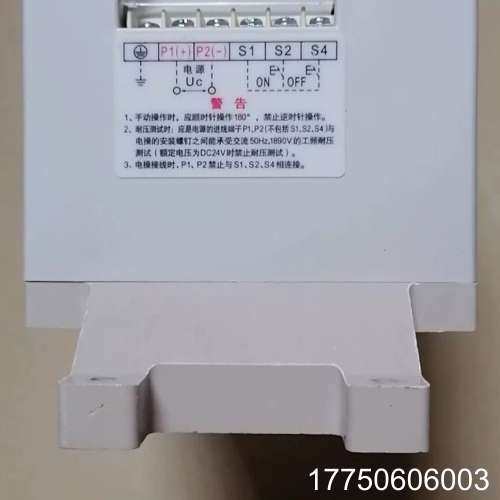 P1(+) P2(-) S1 S2 S4
电源
Uc
ON OFF
警告
1、手动操作时，应顺时针操作180°，禁止逆时针操作。
2、耐压测试时；应是电源的进线端子P1,P2(不包括S1,S2,S4)与
电操的安装螺钉之间能承受交流50Hz,1890V的工频耐压
测试（额定电压为DC24V时禁止耐压测试）。
3、电操接线时，P1、P2禁止与S1、S2、S4相连接。
17750606003